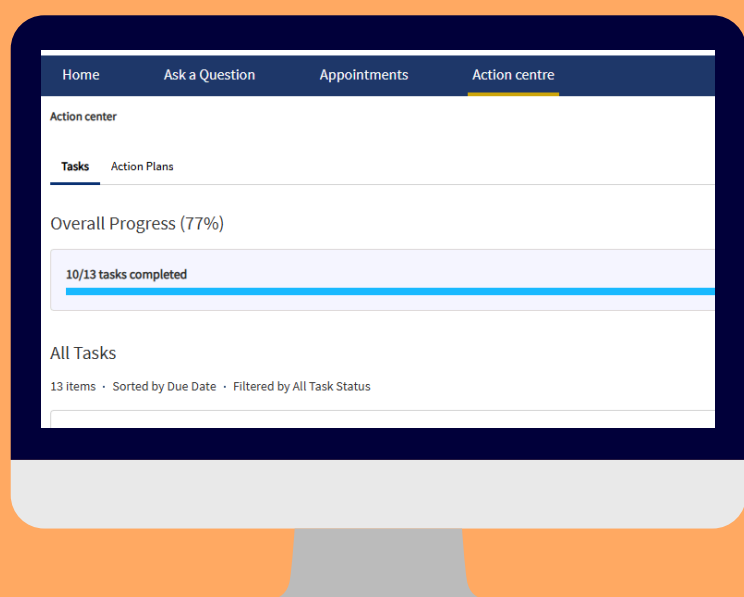 Home Ask a Question Appointments Action centre
Action center
Tasks Action Plans
Overall Progress (77%)
10/13 tasks completed
All Tasks
13 items · Sorted by Due Date · Filtered by All Task Status